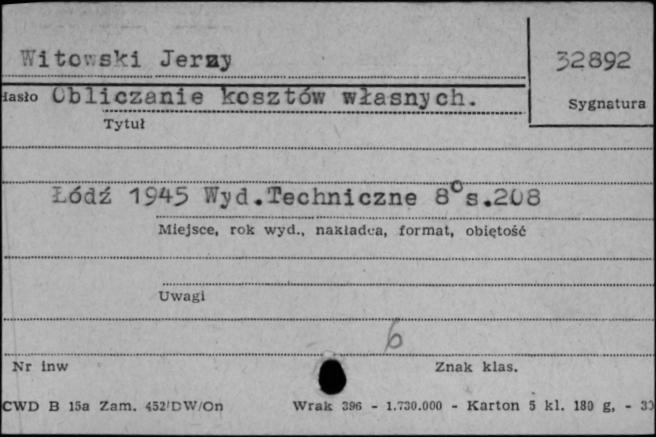 Witowski Jerzy
32892
Hasło Obliczanie kosztów własnych.
Sygnatura
Tytuł
Łódź 1945 Wyd.Techniczne 8° s.208
Miejsce, rok wyd., nakładca, format, objętość
Uwagi
6
Nr inw
Znak klas.
CWD B 15a Zam. 452/DW/On Wrak 396 - 1.730.000 - Karton 5 kl. 180 g, - 30